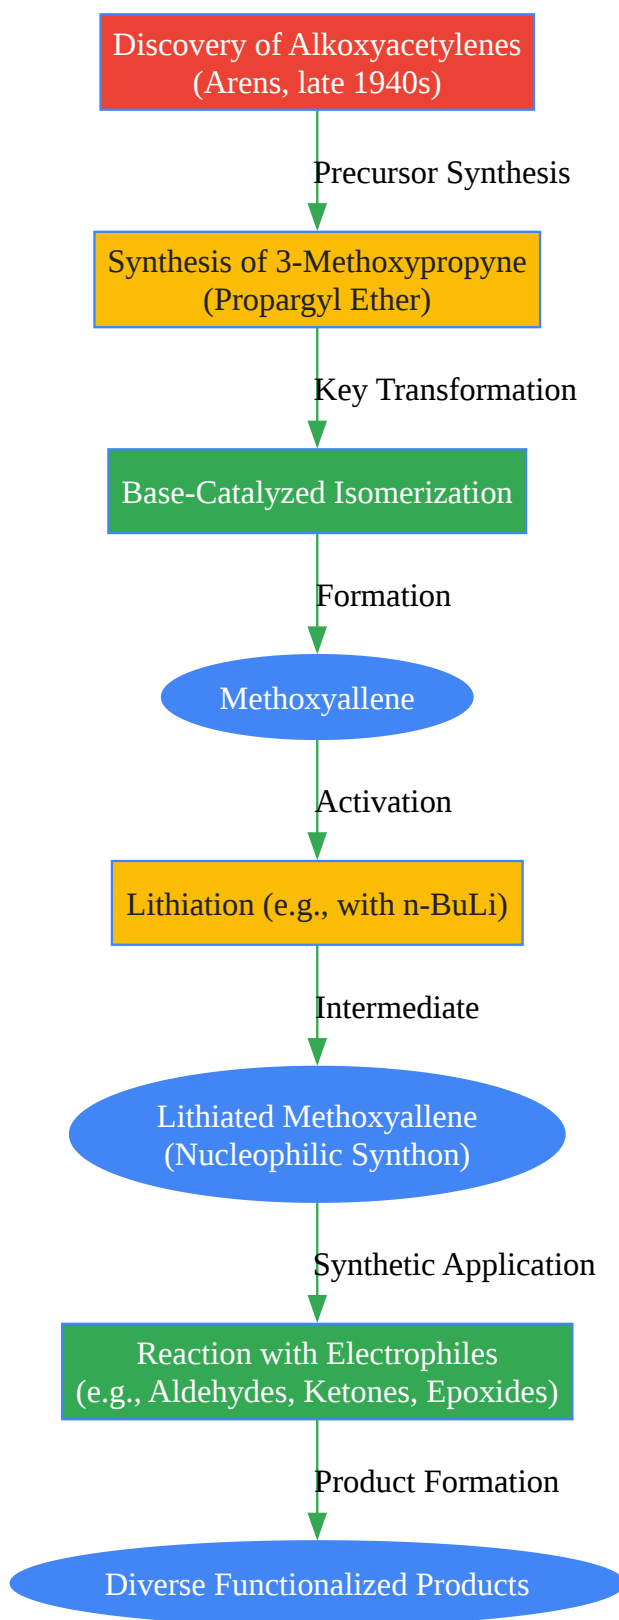 Discovery of Alkoxyacetylenes
(Arens, late 1940s)
Precursor Synthesis
Synthesis of 3-Methoxypropyne
(Propargyl Ether)
Key Transformation
Base-Catalyzed Isomerization
Formation
Methoxyallene
Activation
Lithiation (e.g., with n-BuLi)
Intermediate
Lithiated Methoxyallene
(Nucleophilic Synthon)
Synthetic Application
Reaction with Electrophiles
(e.g., Aldehydes, Ketones, Epoxides)
Product Formation
Diverse Functionalized Products